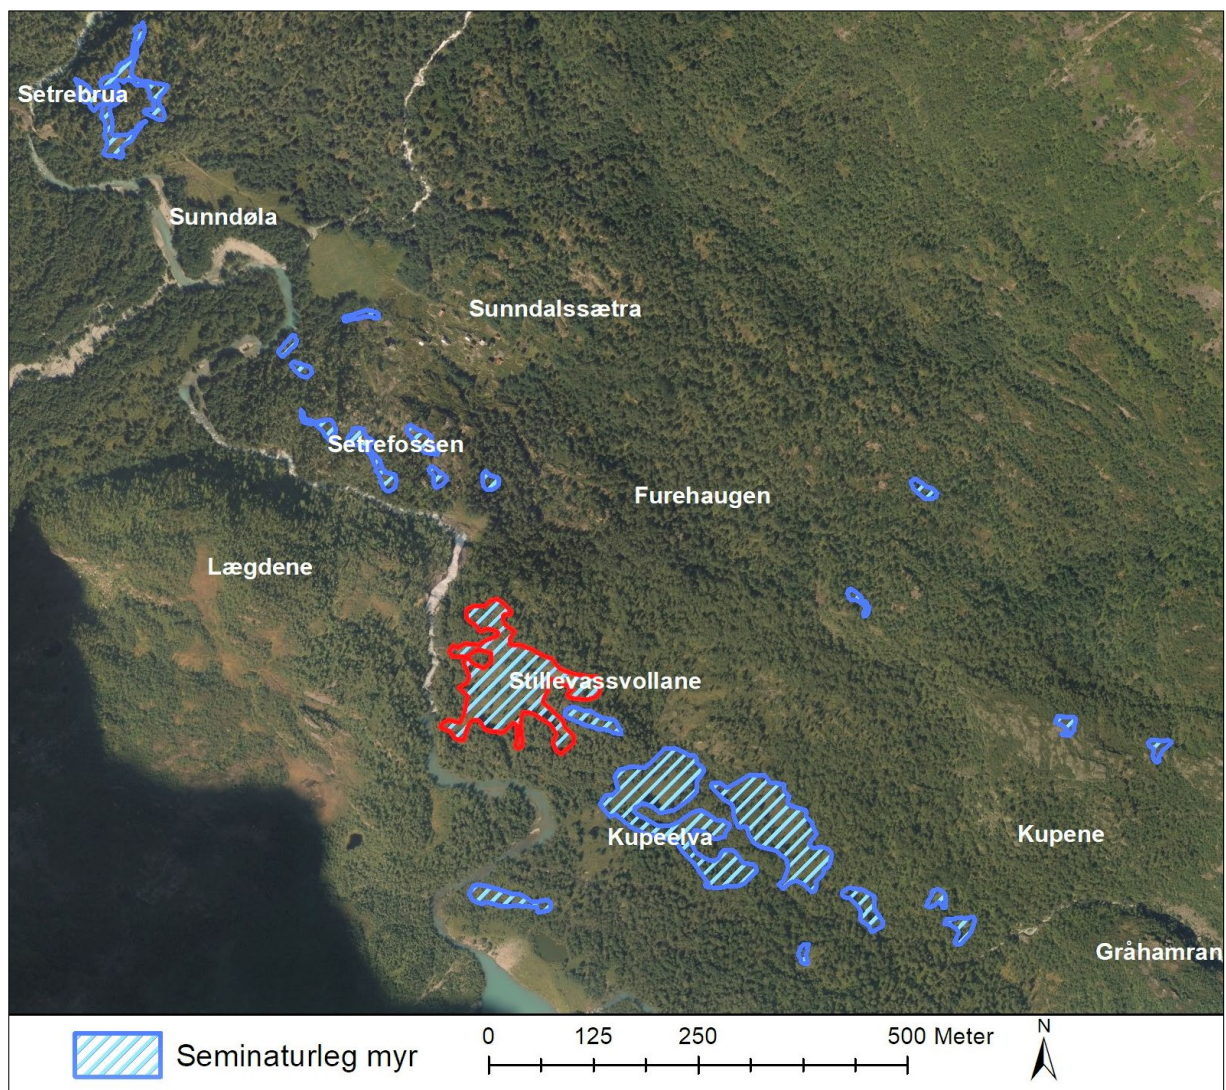 Setrebrua
Sunndøla
Sunndalssætra
Setrefossen
Furehaugen
Lægdene
Stillevassvollane
Kupeelva
Kupene
Gråhamran
Seminaturleg myr
0 125 250 500 Meter
N